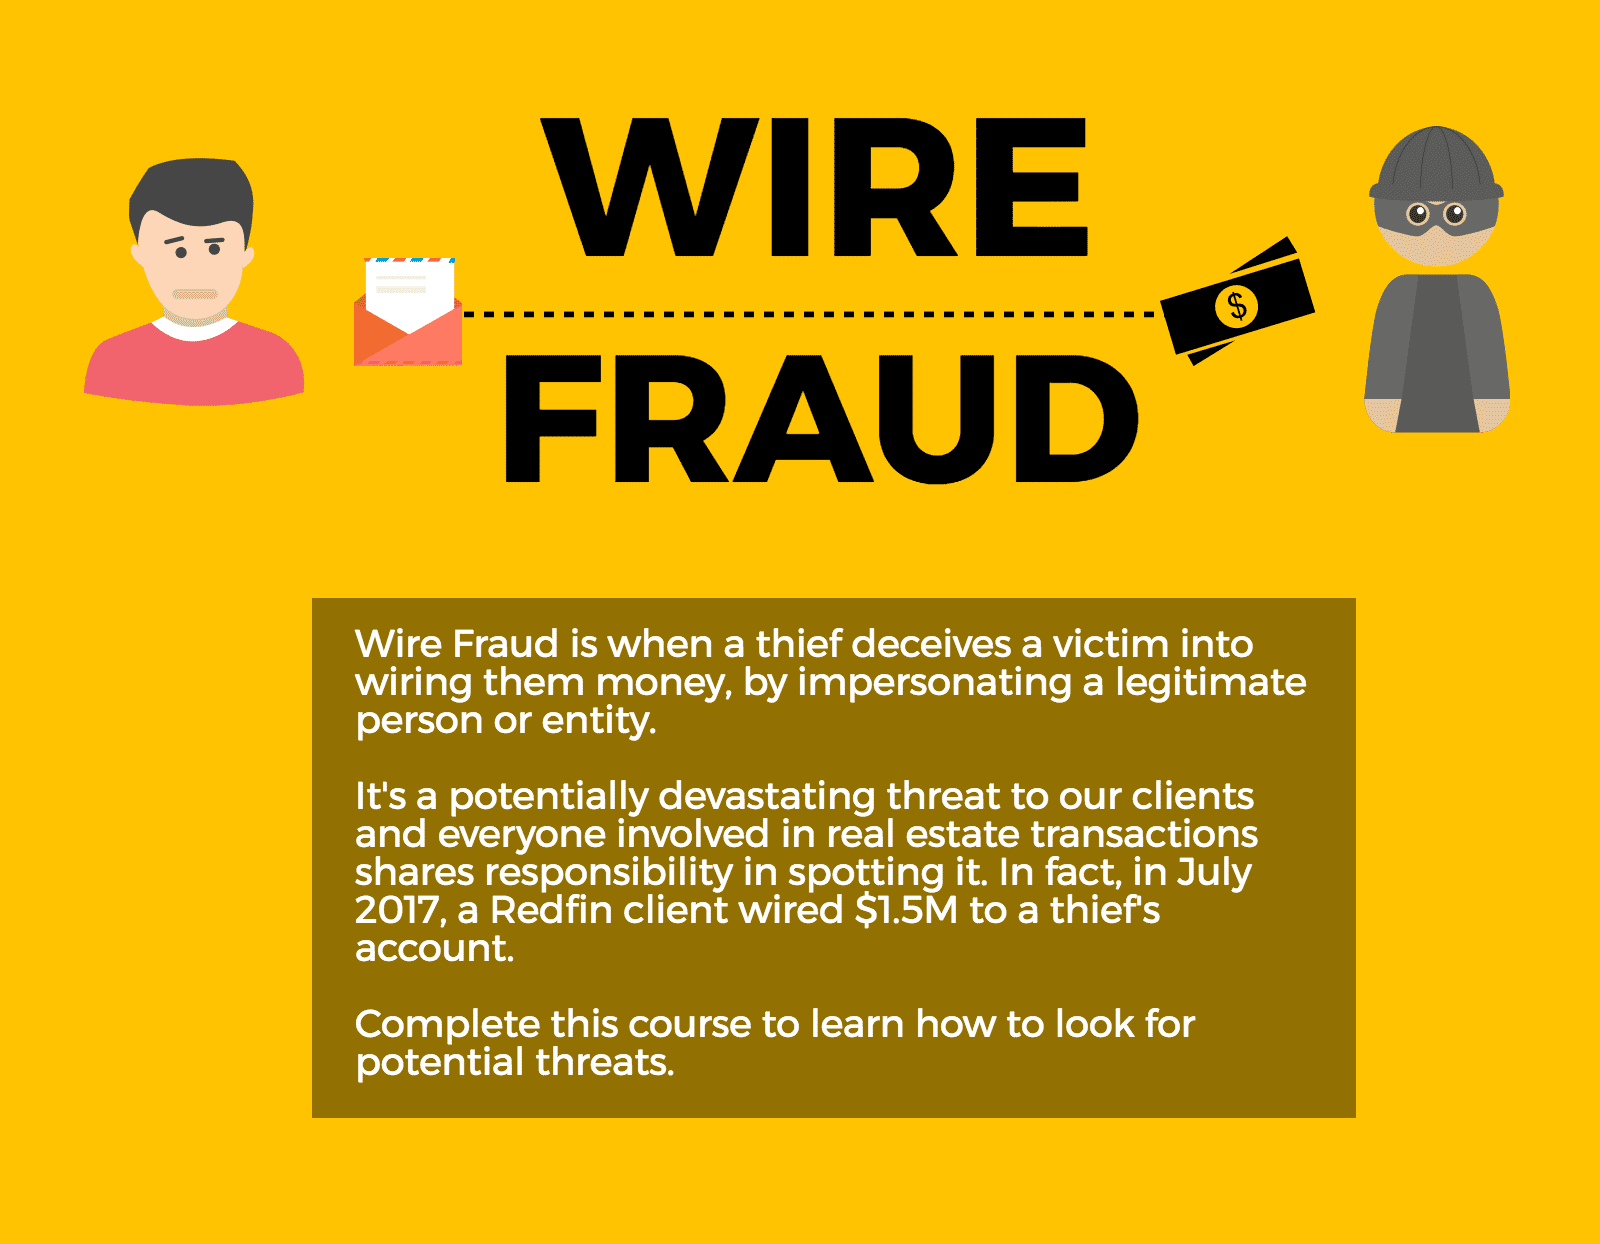 WIRE
$
FRAUD
Wire Fraud is when a thief deceives a victim into
wiring them money, by impersonating a legitimate
person or entity.
It's a potentially devastating threat to our clients
and everyone involved in real estate transactions
shares responsibility in spotting it. In fact, in July
2017, a Redfin client wired $1.5M to a thief's
account.
Complete this course to learn how to look for
potential threats.